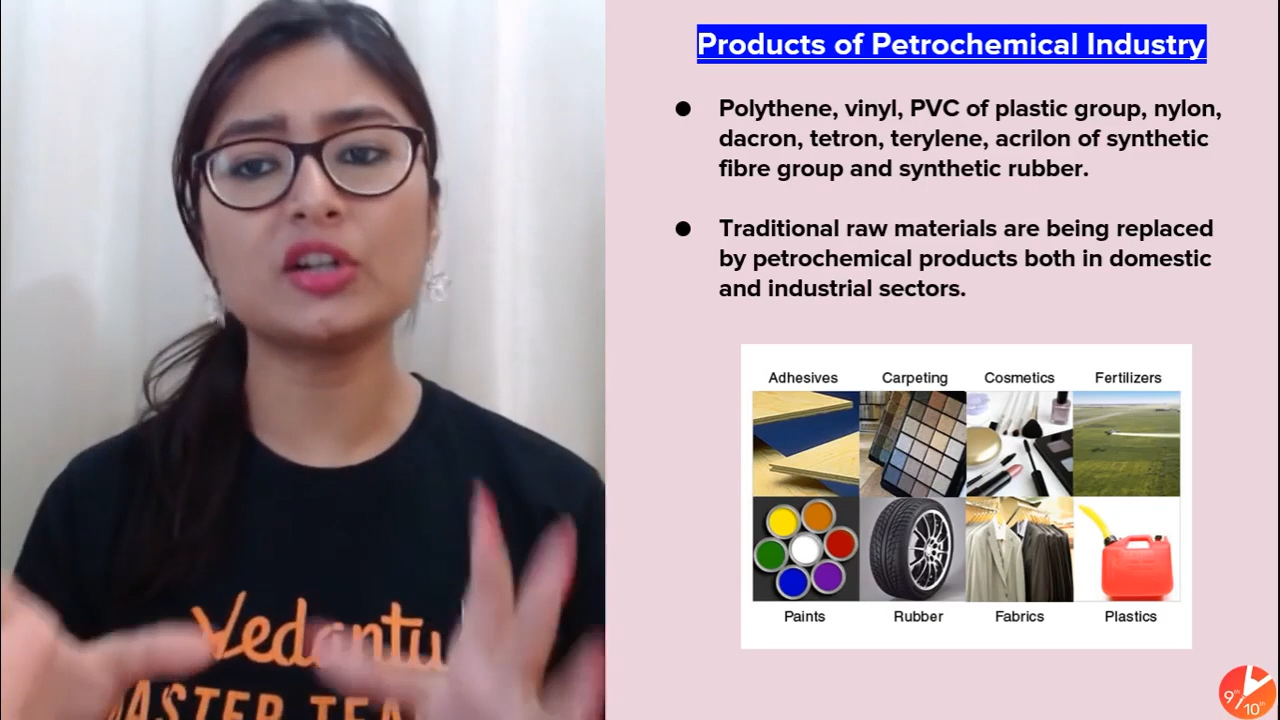 Products of Petrochemical Industry
● Polythene, vinyl, PVC of plastic group, nylon,
dacron, tetron, terylene, acrilon of synthetic
fibre group and synthetic rubber.
● Traditional raw materials are being replaced
by petrochemical products both in domestic
and industrial sectors.
Adhesives Carpeting Cosmetics Fertilizers
Paints Rubber Fabrics Plastics
Vedantu
MASTER TEA
9th/10th